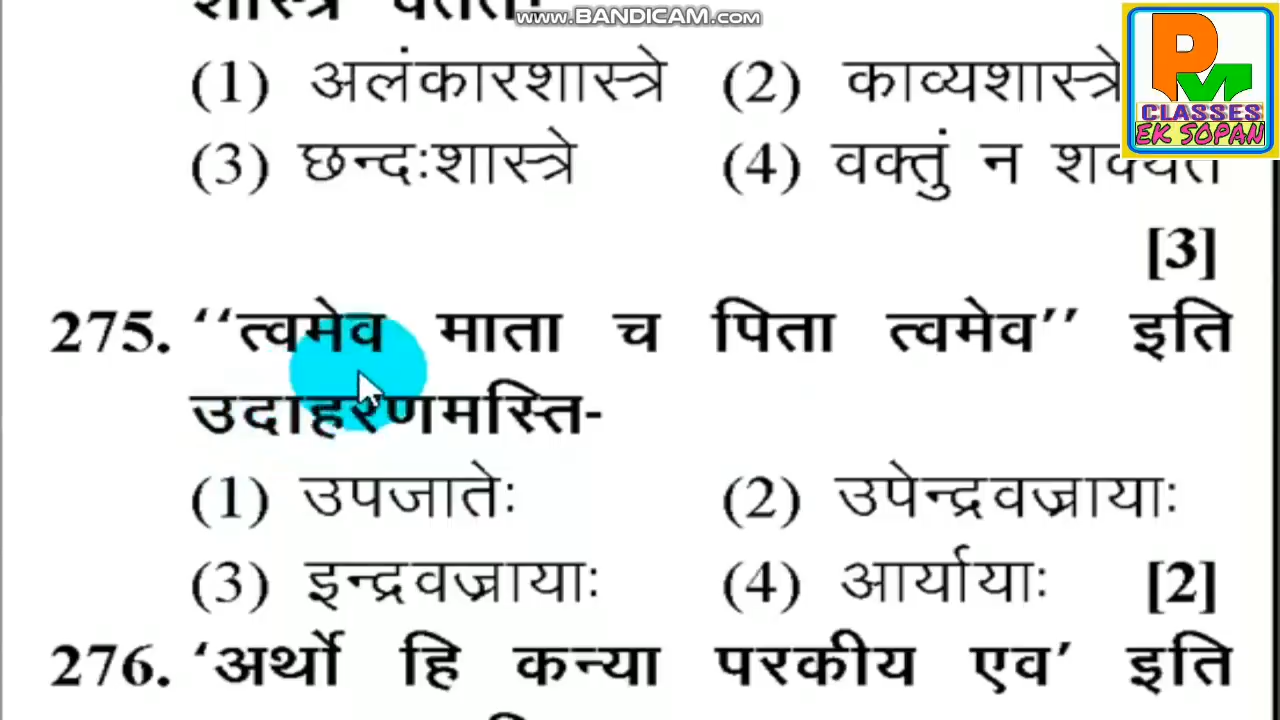 www.BANDICAM.com
(1) अलंकारशास्त्रे (2) काव्यशास्त्रे
(3) छन्दःशास्त्रे (4) वक्तुं न
[3]
275. ‘‘त्वमेव माता च पिता त्वमेव’’ इति
उदाहरणमस्ति-
(1) उपजातेः (2) उपेन्द्रवज्रायाः
(3) इन्द्रवज्रायाः (4) आर्यायाः [2]
276. ‘अर्थो हि कन्या परकीय एव’ इति
PM
CLASSES
EK SOPAN